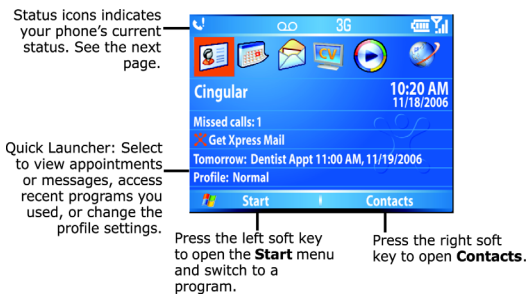 Status icons indicates
your phone's current
status. See the next
page.
3G
CV
Cingular
10:20 AM
11/18/2006
Missed calls: 1
Get Xpress Mail
Tomorrow: Dentist Appt 11:00 AM, 11/19/2006
Profile: Normal
Start
Contacts
Quick Launcher: Select
to view appointments
or messages, access
recent programs you
used, or change the
profile settings.
Press the left soft key
to open the Start menu
and switch to a
program.
Press the right soft
key to open Contacts.